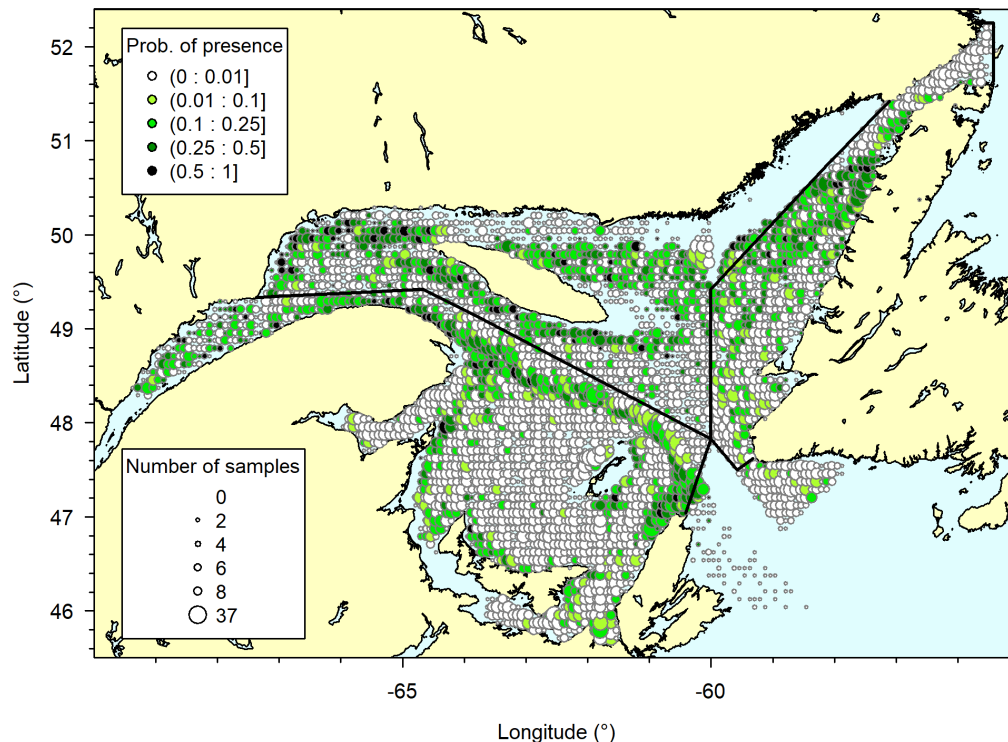 52
51
50
49
48
47
46
Latitude (°)
Prob. of presence
(0 : 0.01]
(0.01 : 0.1]
(0.1 : 0.25]
(0.25 : 0.5]
(0.5 : 1]
Number of samples
0
2
4
6
8
37
-65
-60
Longitude (°)